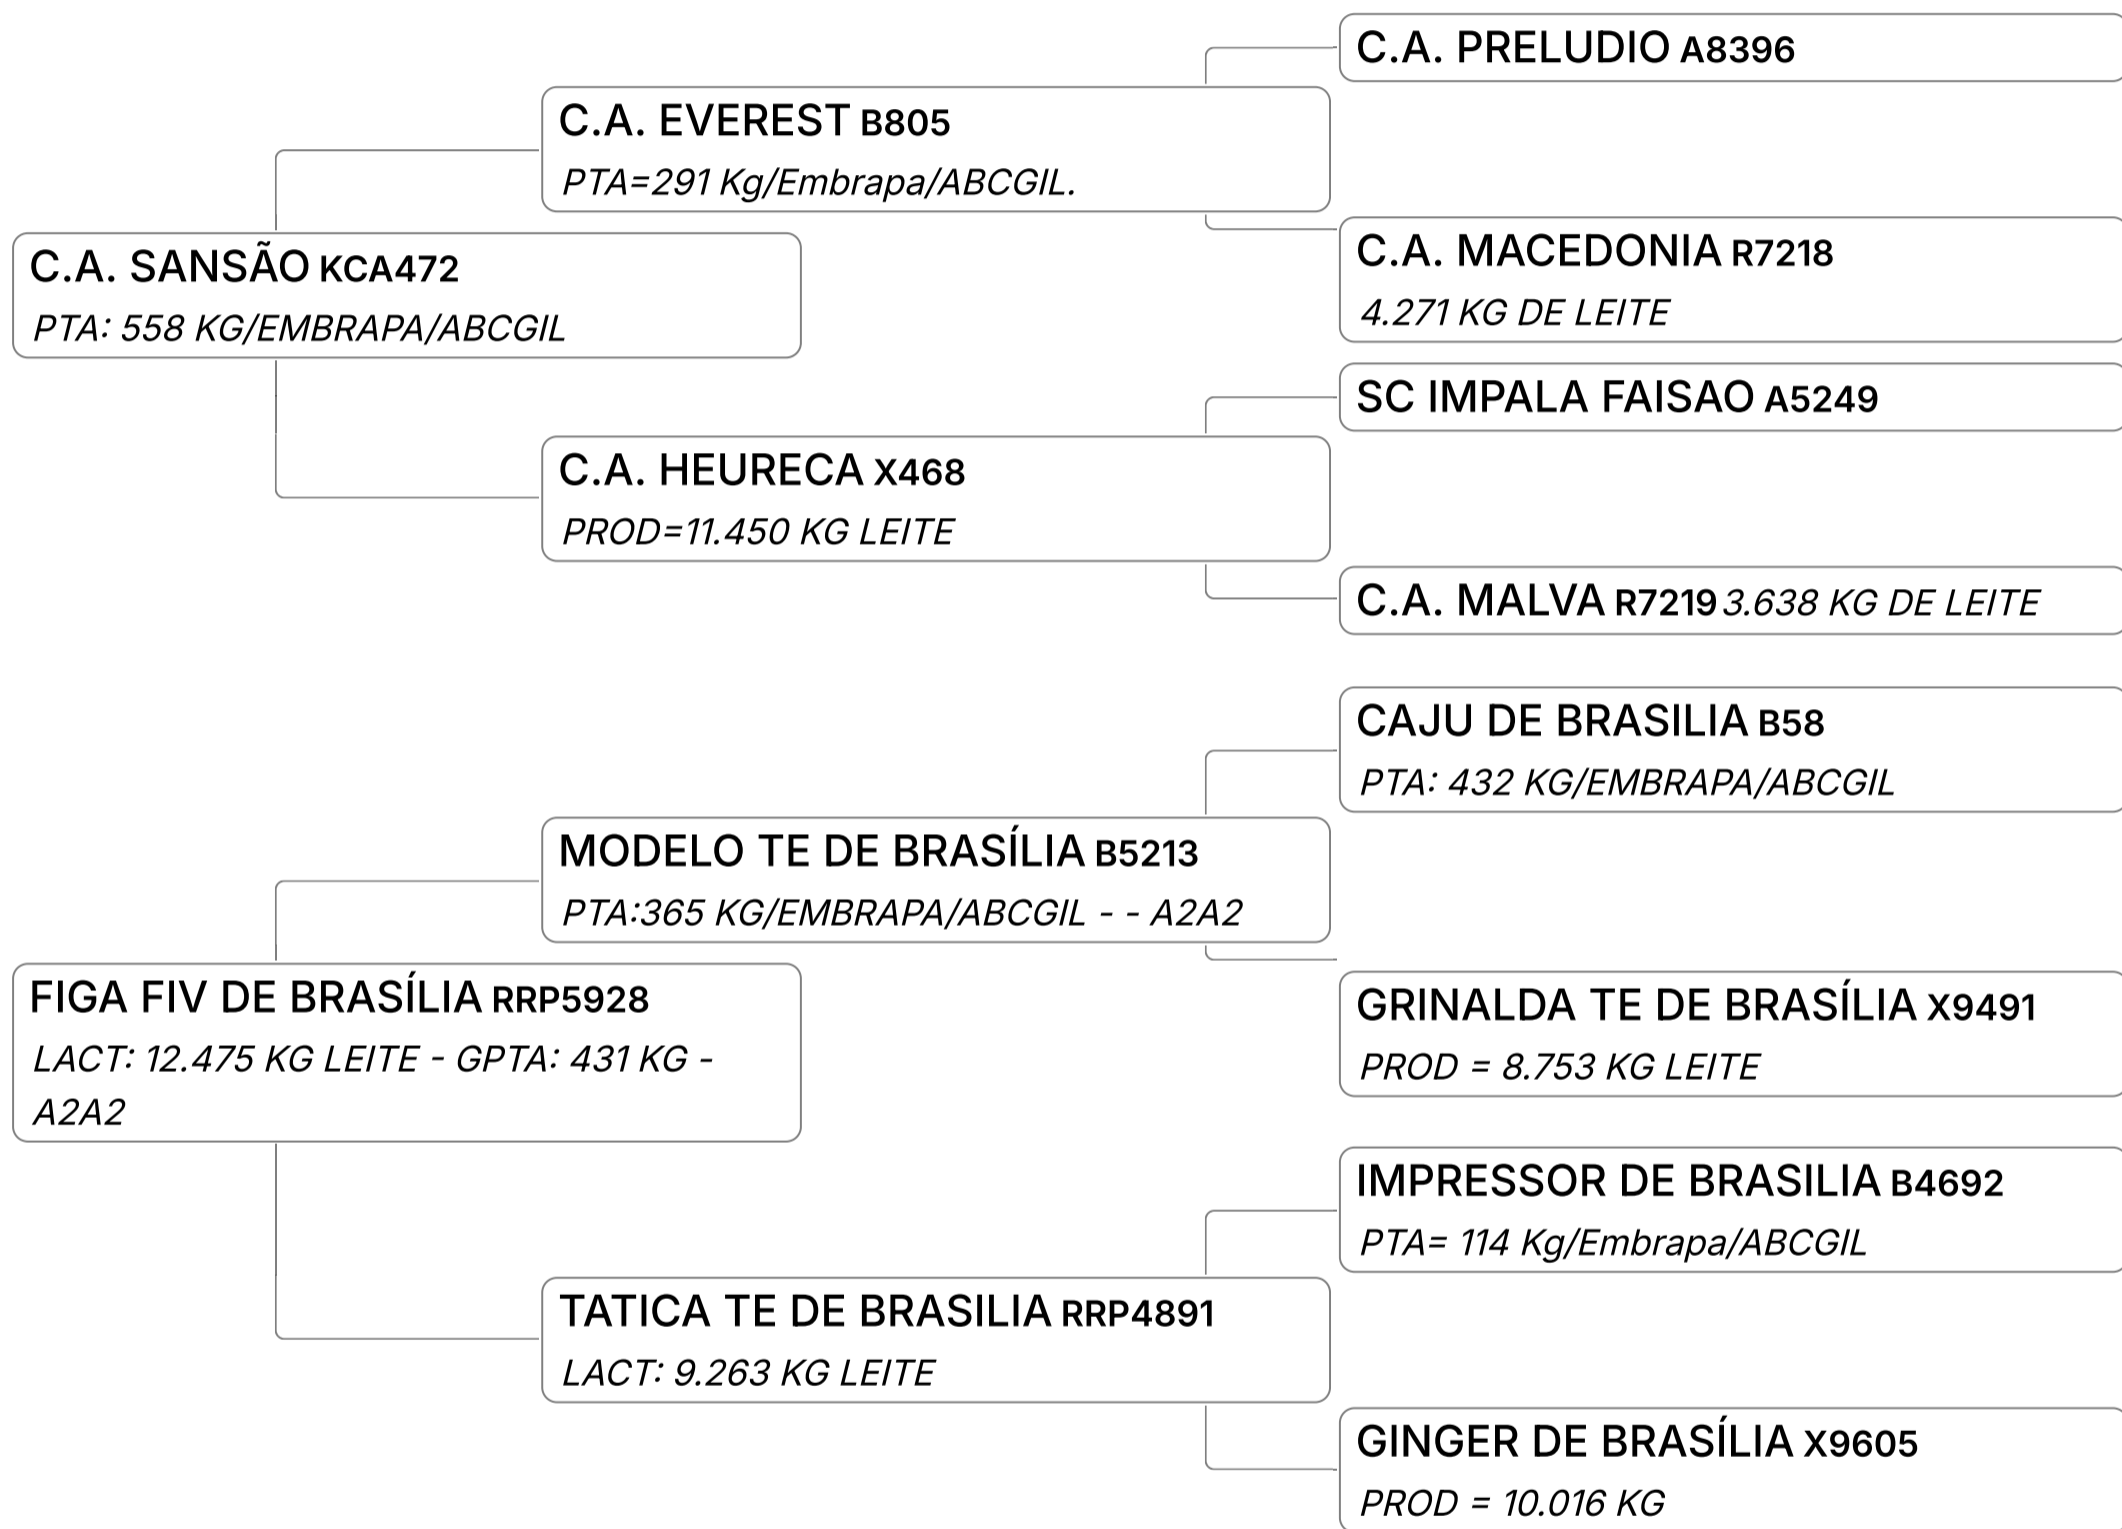 C.A. PRELUDIO A8396
C.A. EVEREST B805
PTA=291 Kg/Embrapa/ABCGIL.
C.A. MACEDONIA R7218
4.271 KG DE LEITE
C.A. SANSÃO KCA472
PTA: 558 KG/EMBRAPA/ABCGIL
SC IMPALA FAISAO A5249
C.A. HEURECA X468
PROD=11.450 KG LEITE
C.A. MALVA R7219 3.638 KG DE LEITE
CAJU DE BRASILIA B58
PTA: 432 KG/EMBRAPA/ABCGIL
MODELO TE DE BRASÍLIA B5213
PTA:365 KG/EMBRAPA/ABCGIL - - A2A2
GRINALDA TE DE BRASÍLIA X9491
PROD = 8.753 KG LEITE
FIGA FIV DE BRASÍLIA RRP5928
LACT: 12.475 KG LEITE - GPTA: 431 KG -
A2A2
IMPRESSOR DE BRASILIA B4692
PTA= 114 Kg/Embrapa/ABCGIL
TATICA TE DE BRASILIA RRP4891
LACT: 9.263 KG LEITE
GINGER DE BRASÍLIA X9605
PROD = 10.016 KG